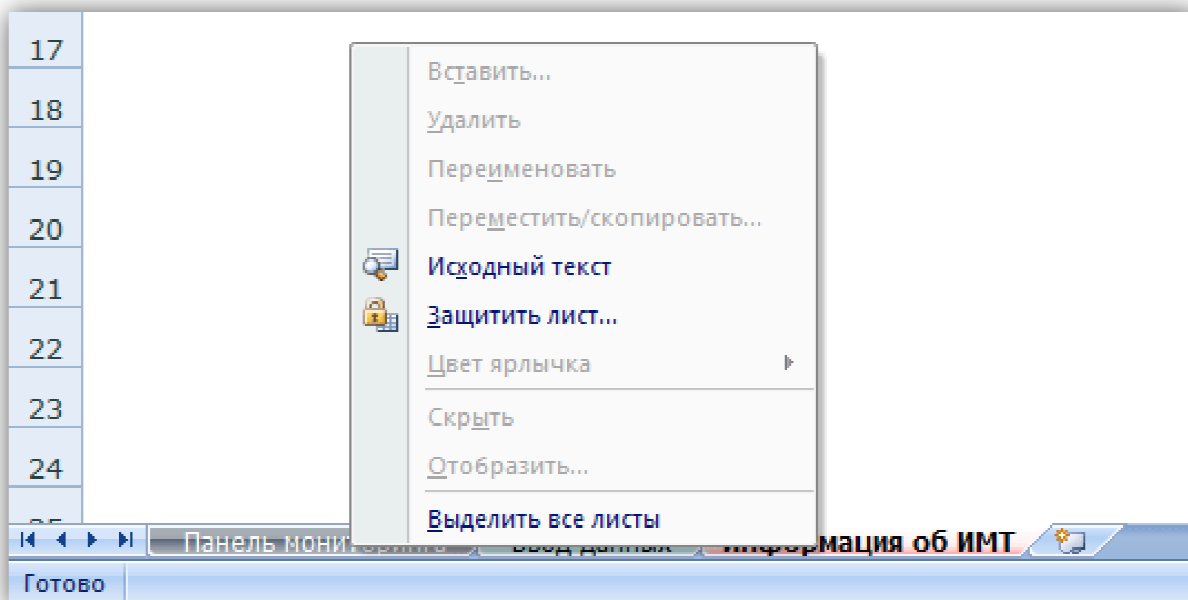 17
18
19
20
21
22
23
24
25
Вставить...
Удалить
Переименовать
Переместить/скопировать...
Исходный текст
Защитить лист...
Цвет ярлычка
Скрыть
Отобразить...
Выделить все листы
Панель мониторинга
Ввод данных
Информация об ИМТ
Готово